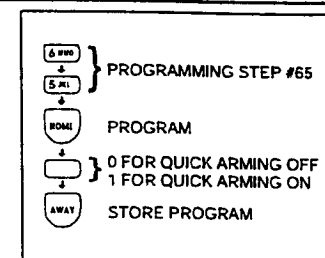 6 MNO
5 JKL
PROGRAMMING STEP #65
HOME
PROGRAM
0 FOR QUICK ARMING OFF
1 FOR QUICK ARMING ON
AWAY
STORE PROGRAM